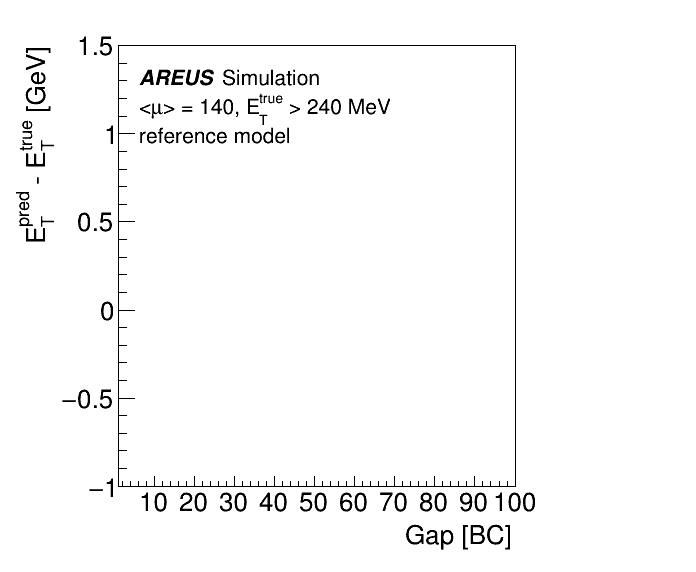 E_T^pred - E_T^true [GeV]
1.5
1
0.5
0
−0.5
−1
AREUS Simulation
<μ> = 140, E_T^true > 240 MeV
reference model
10 20 30 40 50 60 70 80 90 100
Gap [BC]